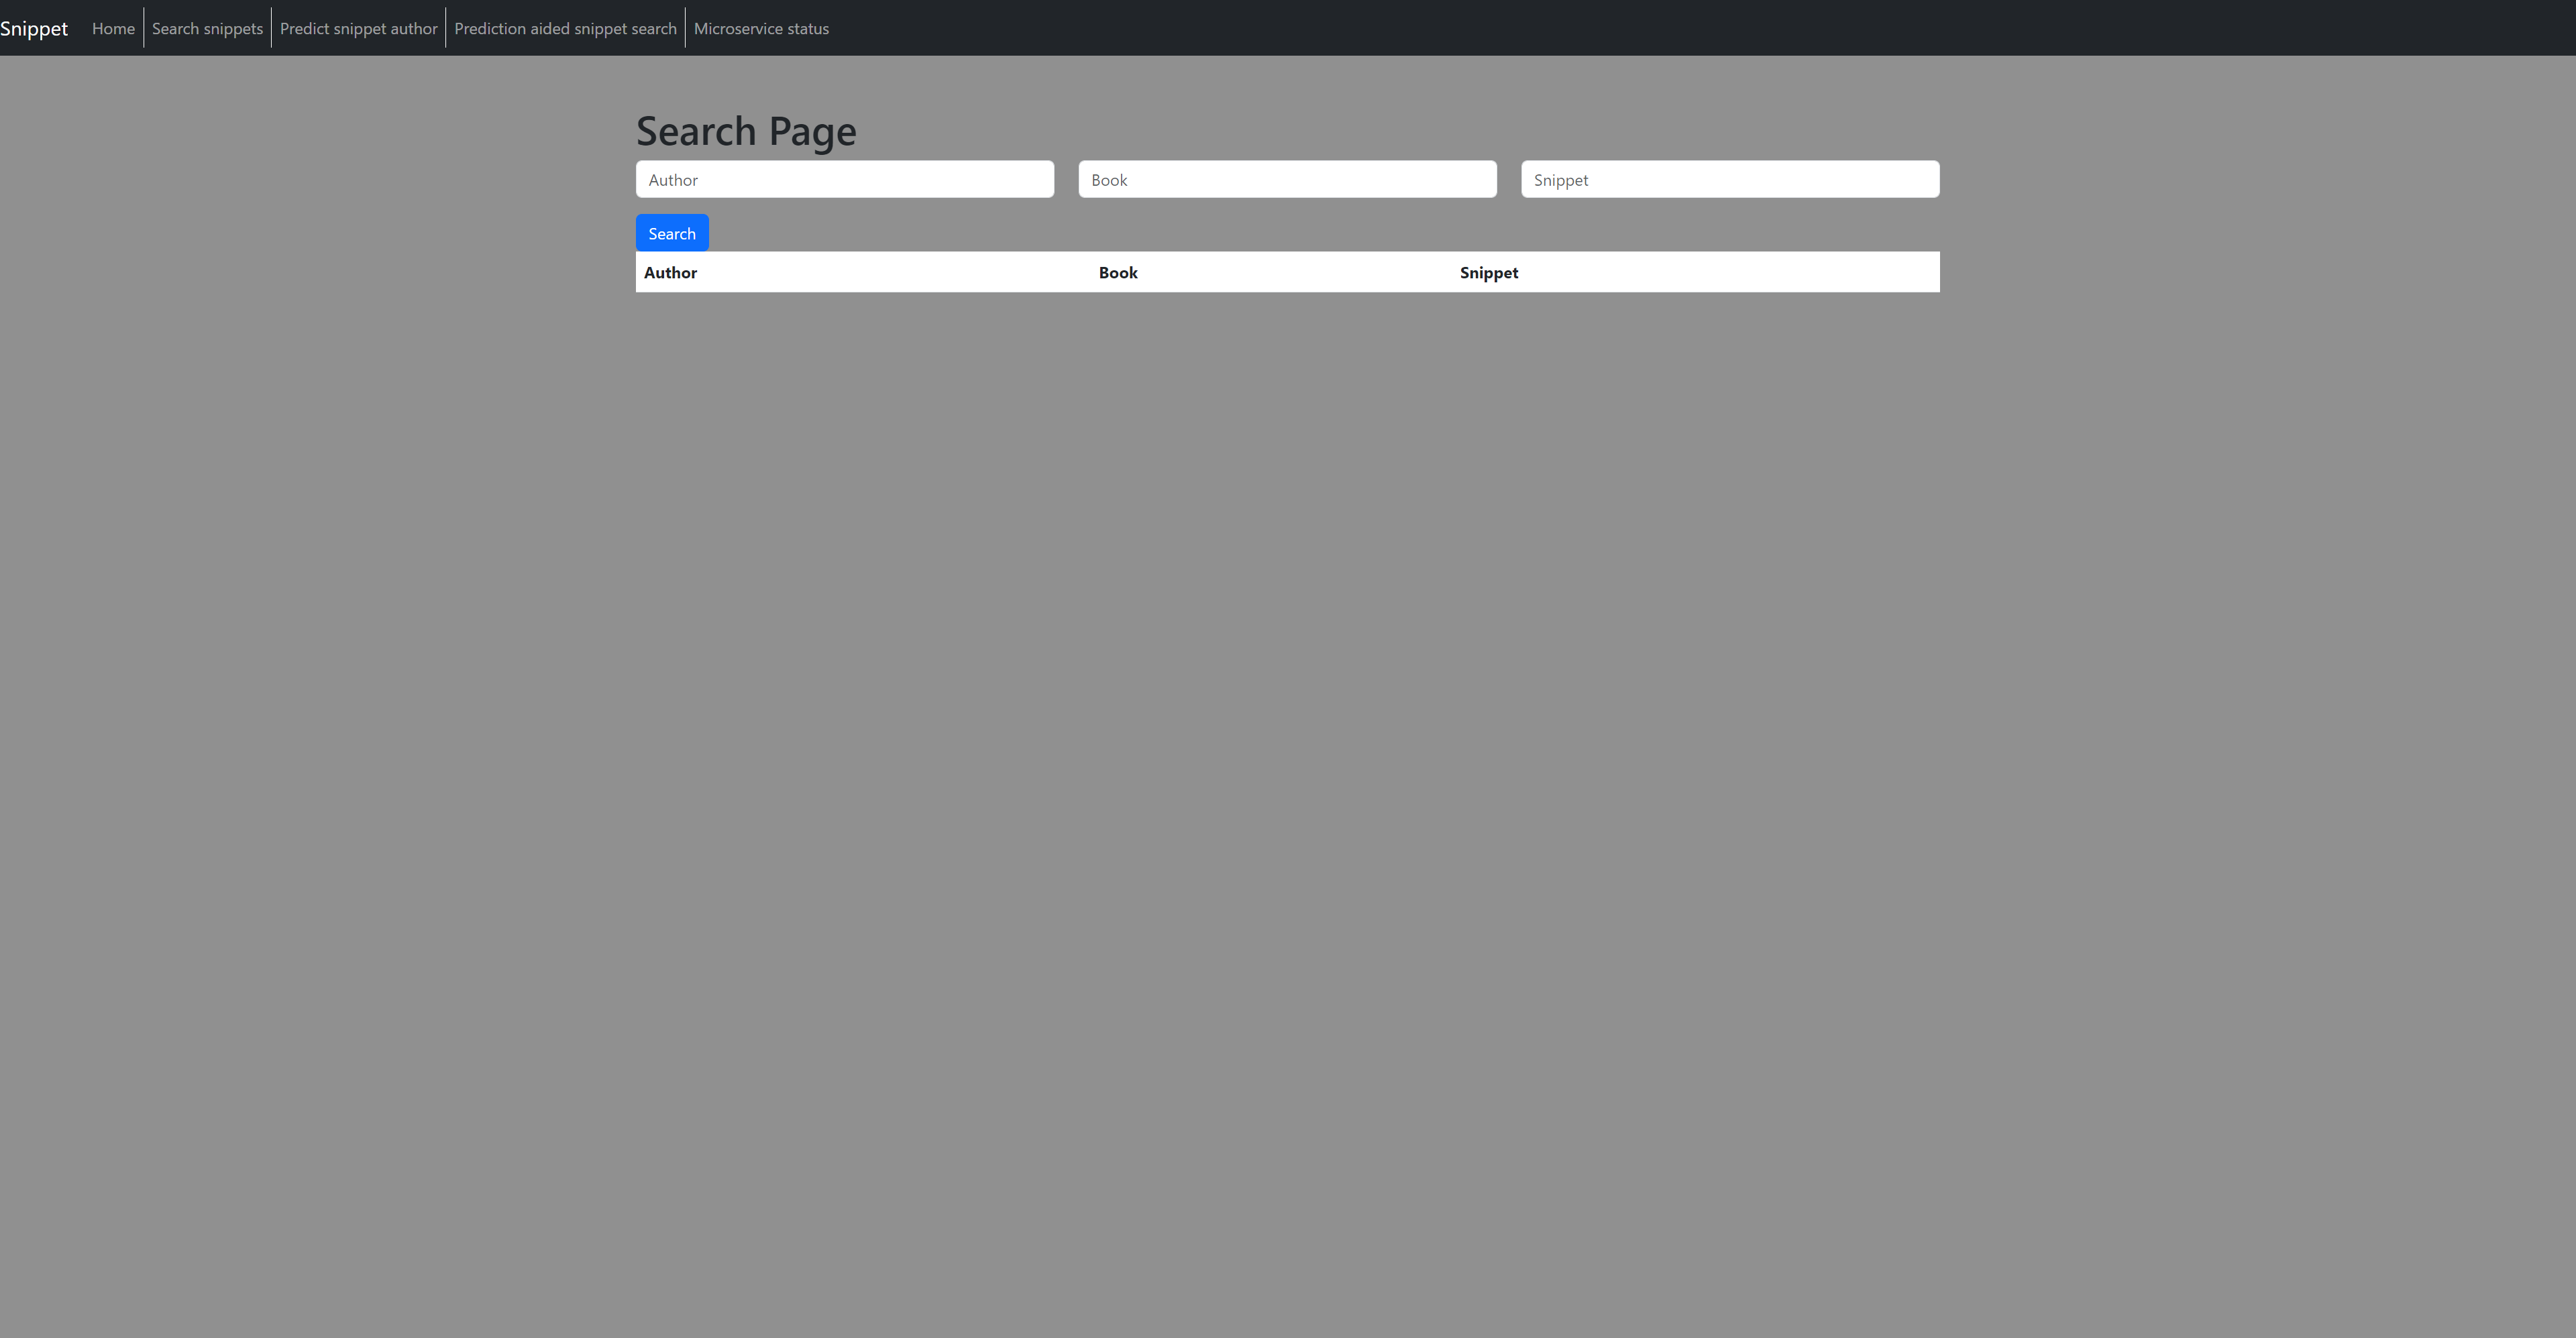 Snippet Home Search snippets Predict snippet author Prediction aided snippet search Microservice status
Search Page
Author Book Snippet
Search
Author Book Snippet